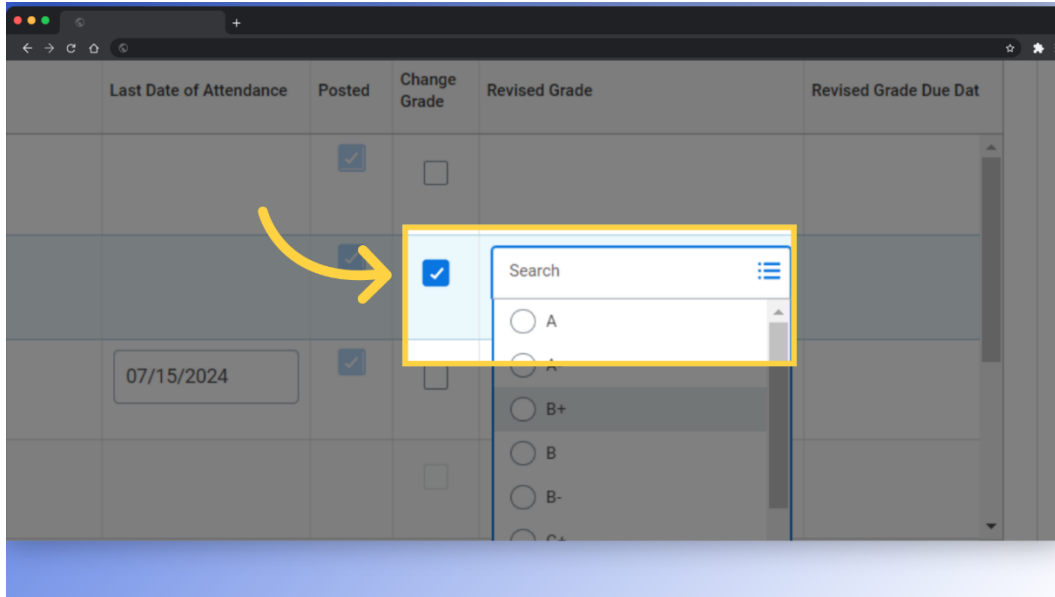 Last Date of Attendance
Posted
Change
Grade
Revised Grade
Revised Grade Due Dat
Search
A
A-
07/15/2024
B+
B
B-
C+